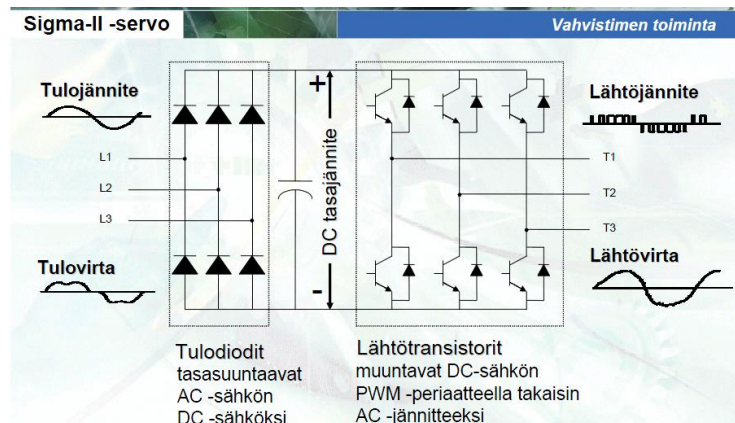 Sigma-II -servo
Vahvistimen toiminta
Tulojännite
L1
L2
L3
Tulovirta
+
DC tasajännite
-
Lähtöjännite
T1
T2
T3
Lähtövirta
Tulodiodit
tasasuuntaavat
AC -sähkön
DC -sähköksi
Lähtötransistorit
muuntavat DC-sähkön
PWM -periaatteella takaisin
AC -jännitteeksi